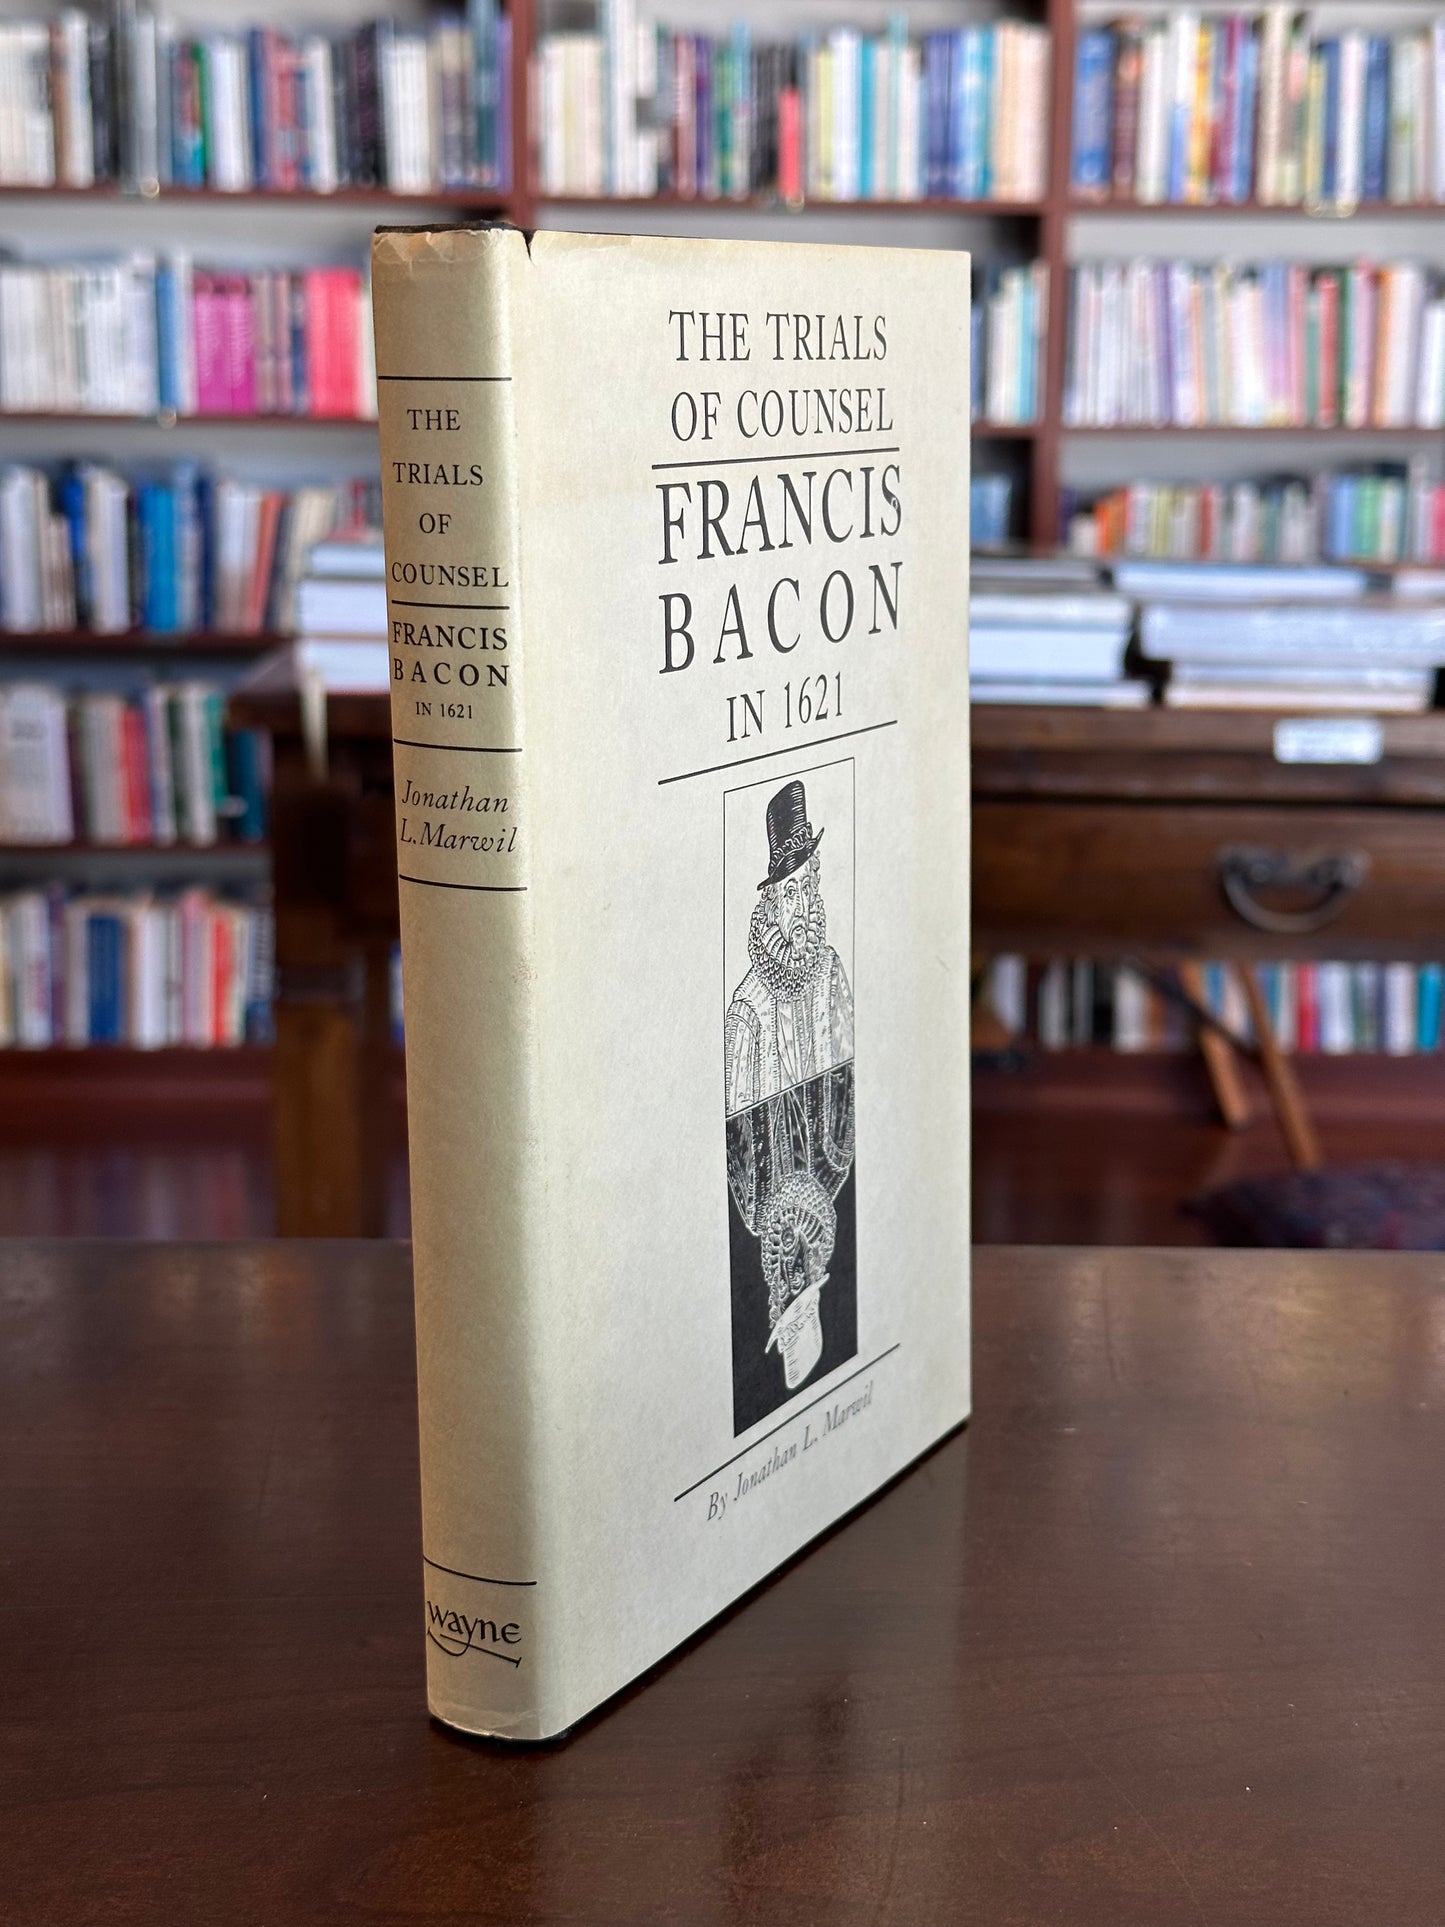 THE
TRIALS
OF
COUNSEL
FRANCIS
BACON
IN 1621
Jonathan
L. Marwil
wayne
THE TRIALS
OF COUNSEL
FRANCIS
BACON
IN 1621
By Jonathan L. Marwil